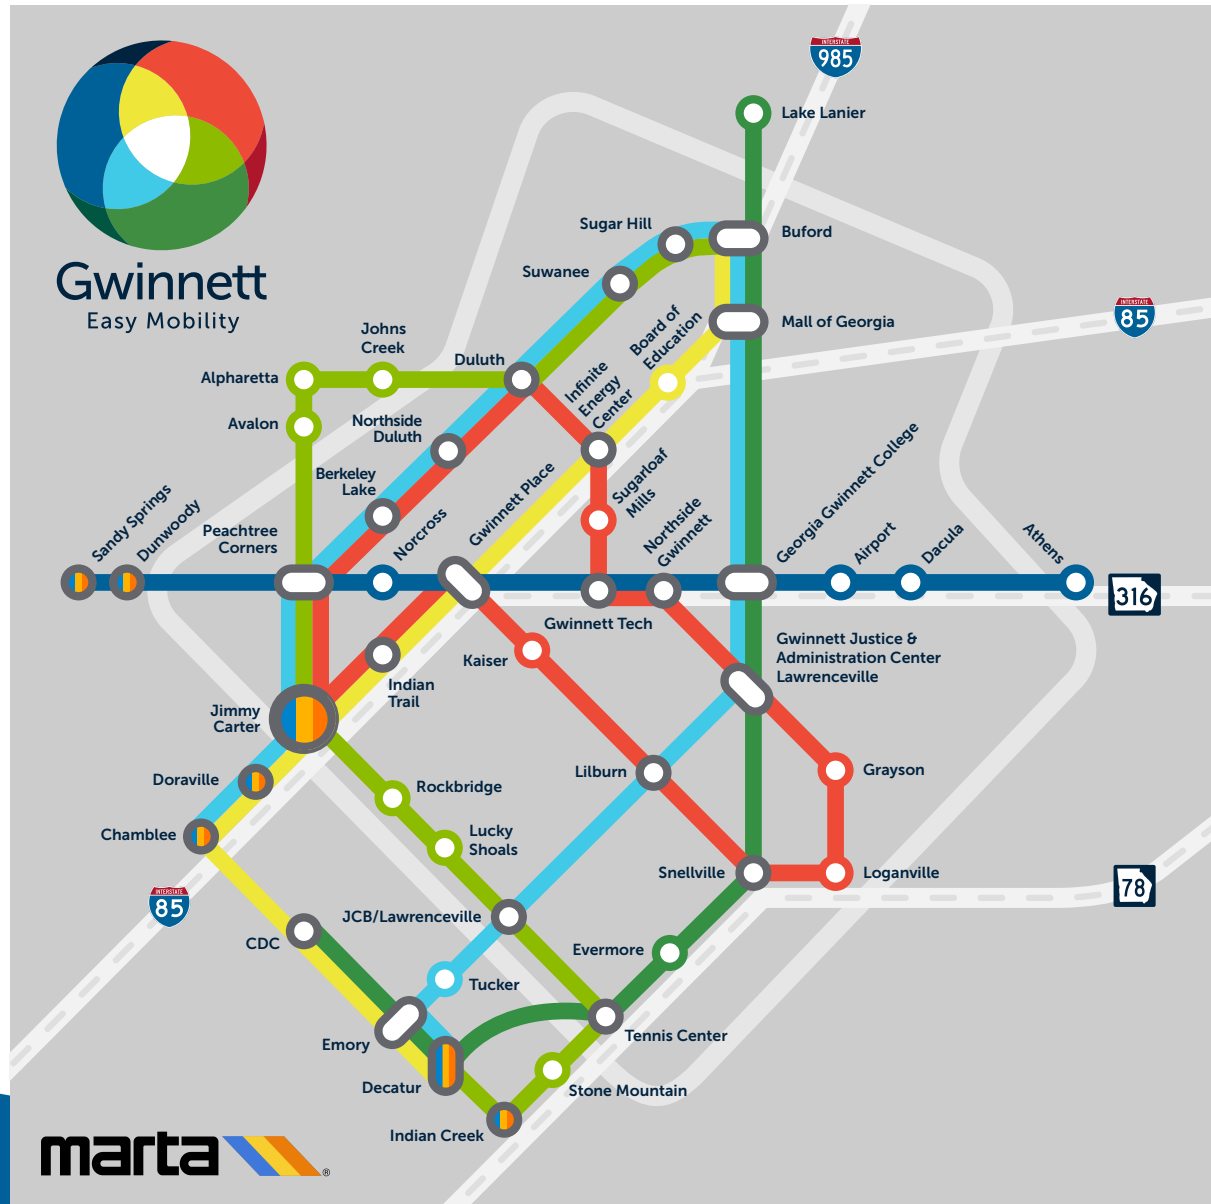 INTERSTATE
985
Lake Lanier
Gwinnett
Easy Mobility
Sugar Hill
Buford
Suwanee
INTERSTATE
85
Mall of Georgia
Board of
Education
Johns
Creek
Duluth
Alpharetta
Infinite
Energy
Center
Avalon
Northside
Duluth
Berkeley
Lake
Sugarloaf
Mills
Gwinnett Place
Georgia Gwinnett College
Sandy Springs
Dunwoody
Peachtree
Corners
Norcross
Northside
Gwinnett
Airport
Dacula
Athens
316
Gwinnett Tech
Kaiser
Gwinnett Justice &
Administration Center
Lawrenceville
Indian
Trail
Jimmy
Carter
Doraville
Lilburn
Grayson
Rockbridge
Chamblee
Lucky
Shoals
Snellville
Loganville
78
INTERSTATE
85
JCB/Lawrenceville
CDC
Evermore
Tucker
Tennis Center
Emory
Decatur
Stone Mountain
Indian Creek
marta
®